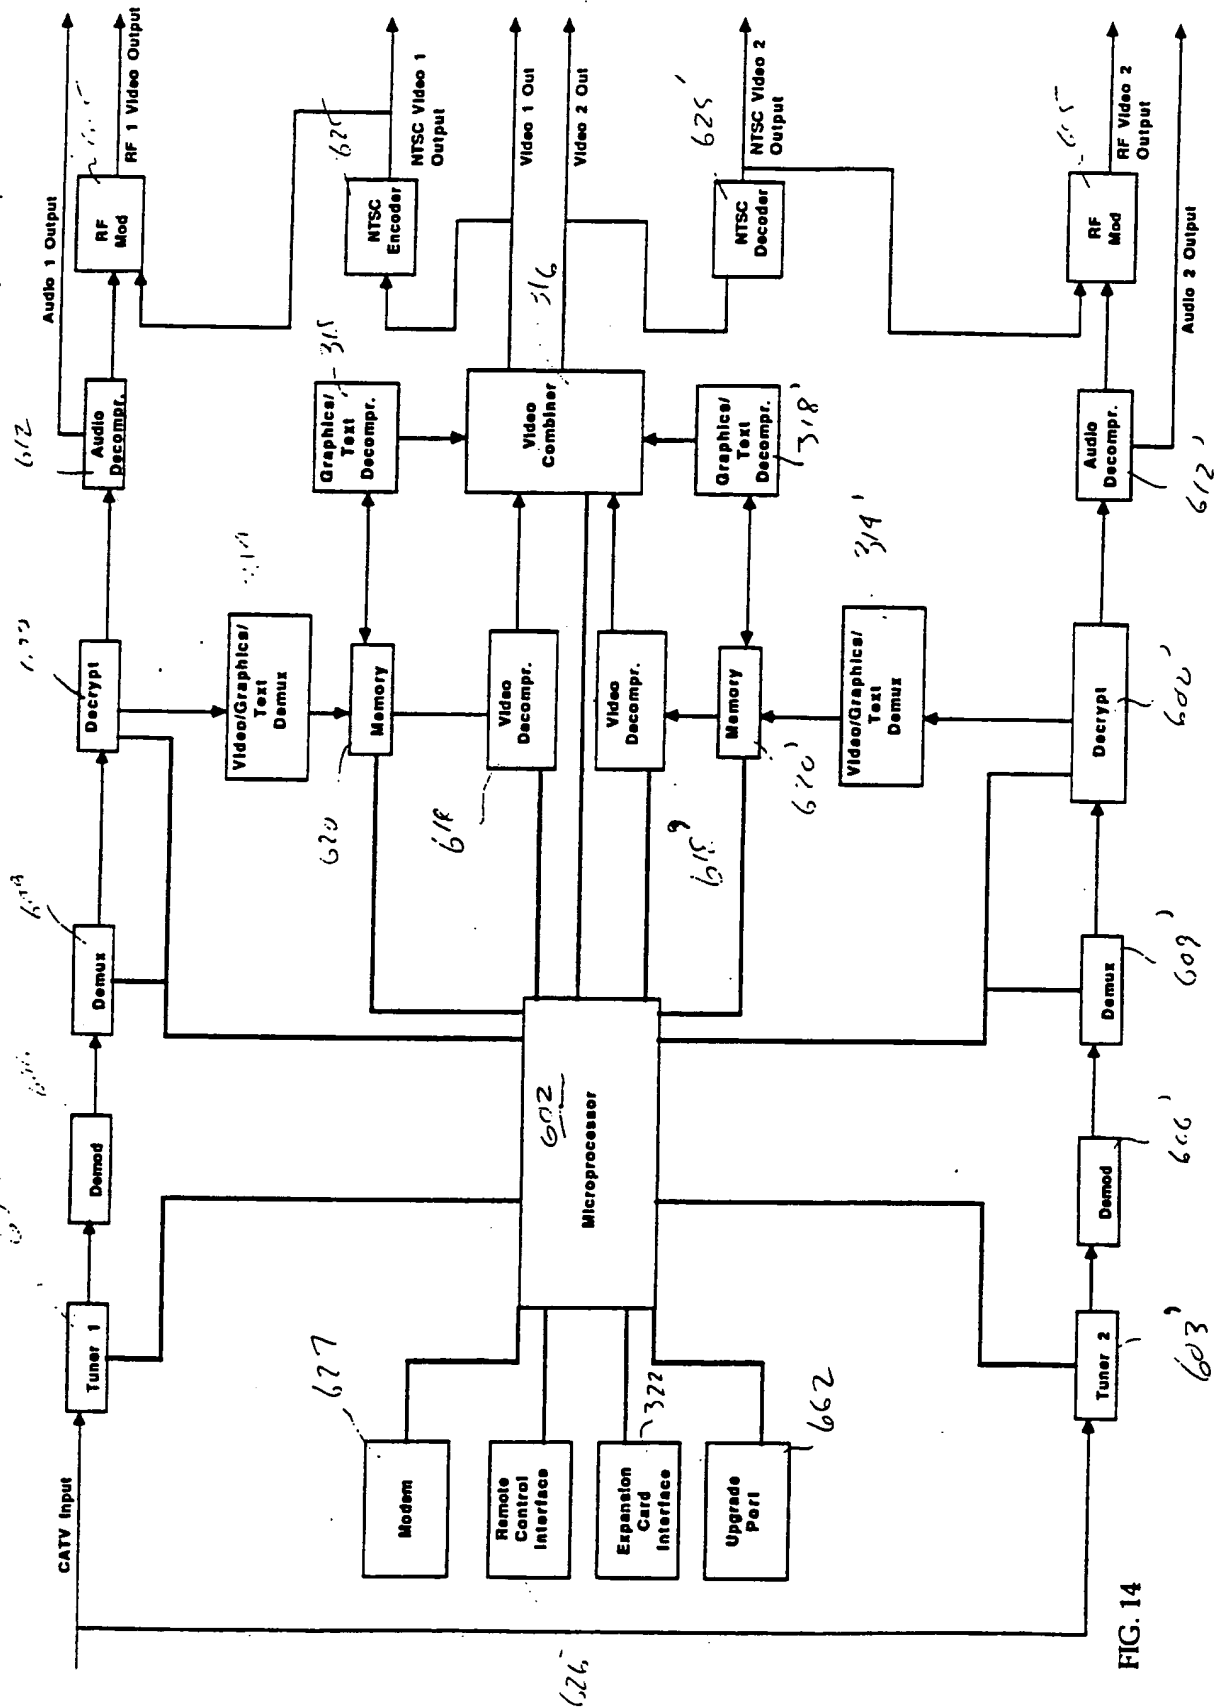 CATV Input
Tuner 1
Demod
Demux
Decrypt
612
Audio
Decompr.
Audio 1 Output
RF
Mod
RF 1 Video Output
Video/Graphics/
Text
Demux
620
Memory
Graphics/
Text
Decompr.
NTSC
Encoder
NTSC Video 1
Output
627
Modem
Remote
Control
Interface
322
Expansion
Card
Interface
662
Upgrade
Port
602
Microprocessor
Video
Decompr.
Video
Decompr.
316
Video
Combiner
Video 1 Out
Video 2 Out
620'
Memory
318'
Graphics/
Text
Decompr.
625'
NTSC
Decoder
NTSC Video 2
Output
314'
Video/Graphics/
Text
Demux
603'
Tuner 2
606'
Demod
609'
Demux
600'
Decrypt
612'
Audio
Decompr.
RF
Mod
RF Video 2
Output
Audio 2 Output
FIG. 14